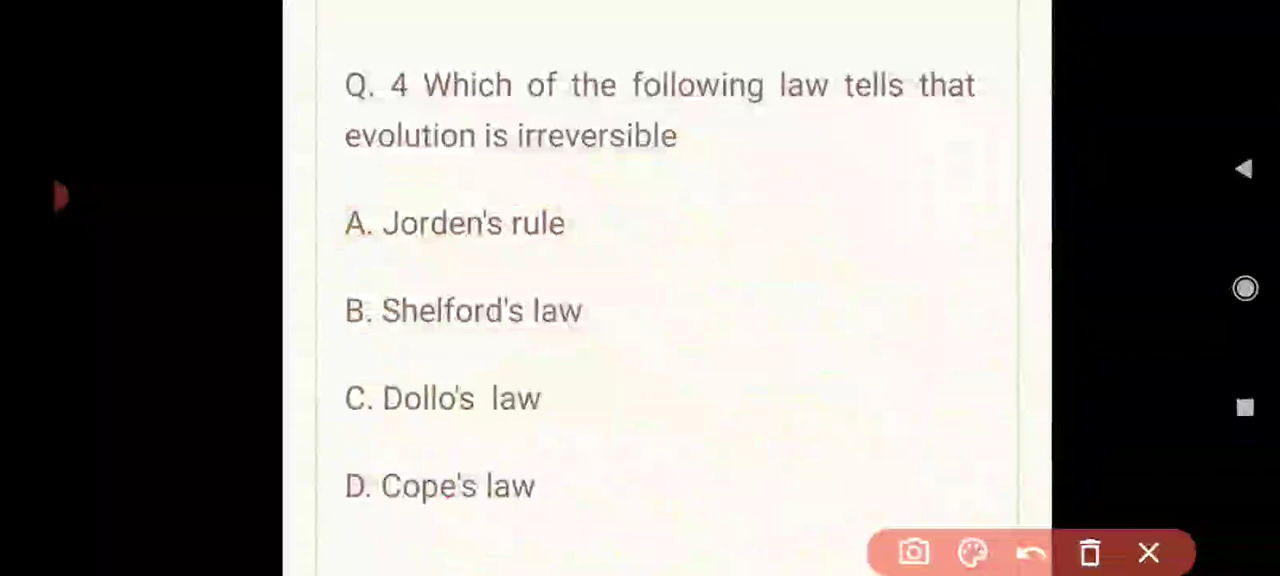 Q. 4 Which of the following law tells that
evolution is irreversible
A. Jorden's rule
B. Shelford's law
C. Dollo's law
D. Cope's law